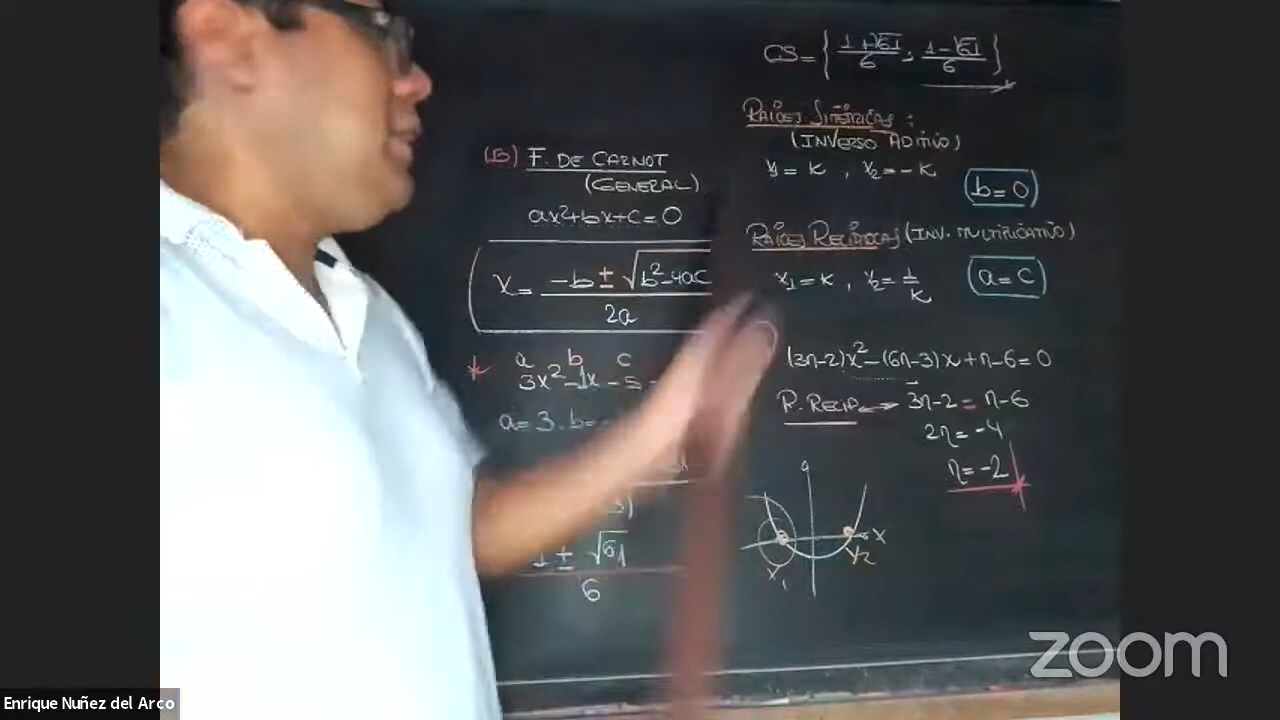 (B) F. DE CARNOT
(GENERAL)
ax²+bx+c=0
x= -b ± √b²-4ac
2a
a b c
3x² -1x -5
a=3 . b=
1 ± √61
6
CS= { 1+√61 / 6 ; 1-√61 / 6 }
RAÍCES SIMÉTRICAS :
(INVERSO ADITIVO)
x₁= k , x₂= -k
b=0
RAÍCES RECÍPROCAS (INV. MULTIPLICATIVO)
x₁= k , x₂= 1/k
a=c
(3n-2)x²-(6n-3)x+n-6=0
R. RECIP. → 3n-2 = n-6
2n= -4
n= -2
y
x
x₁ x₂
Enrique Nuñez del Arco
zoom